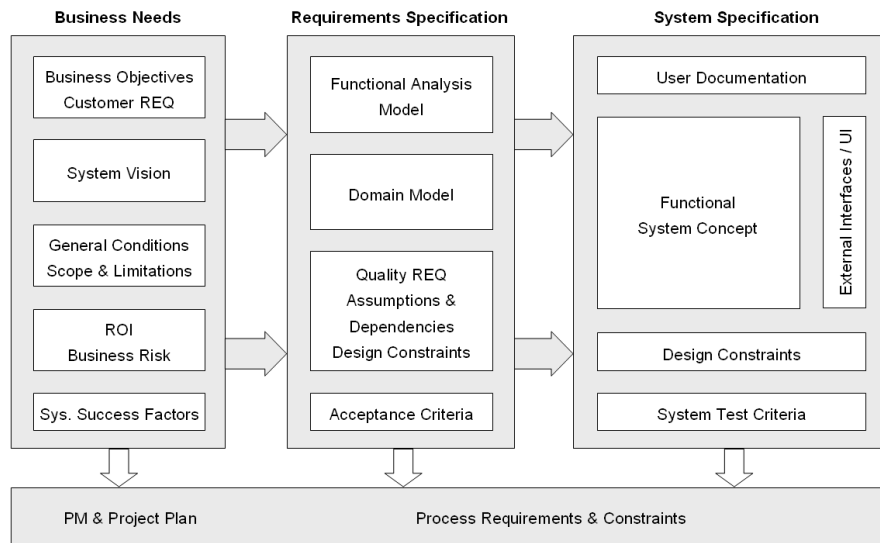 Business Needs
Business Objectives
Customer REQ
System Vision
General Conditions
Scope & Limitations
ROI
Business Risk
Sys. Success Factors
Requirements Specification
Functional Analysis
Model
Domain Model
Quality REQ
Assumptions &
Dependencies
Design Constraints
Acceptance Criteria
System Specification
User Documentation
Functional
System Concept
External Interfaces / UI
Design Constraints
System Test Criteria
PM & Project Plan
Process Requirements & Constraints